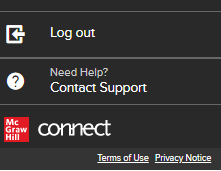 Log out
Need Help?
Contact Support
Mc
Graw
Hill
connect
Terms of Use Privacy Notice